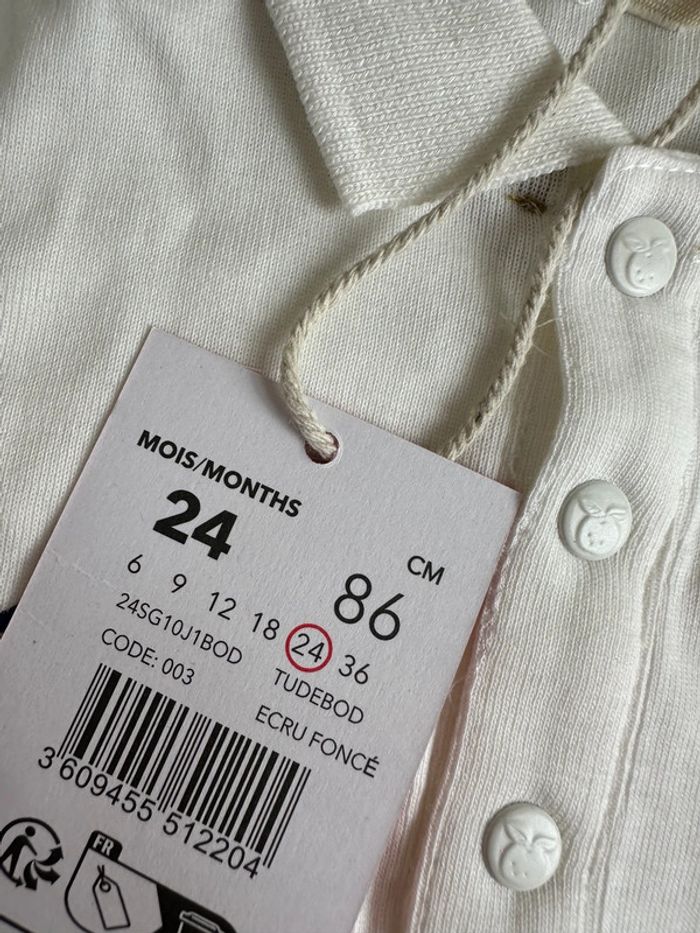 MOIS/MONTHS
24
CM
86
6 9 12 18 24 36
24SG10J1BOD
TUDEBOD
CODE: 003
ECRU FONCÉ
3 609455 512204
FR